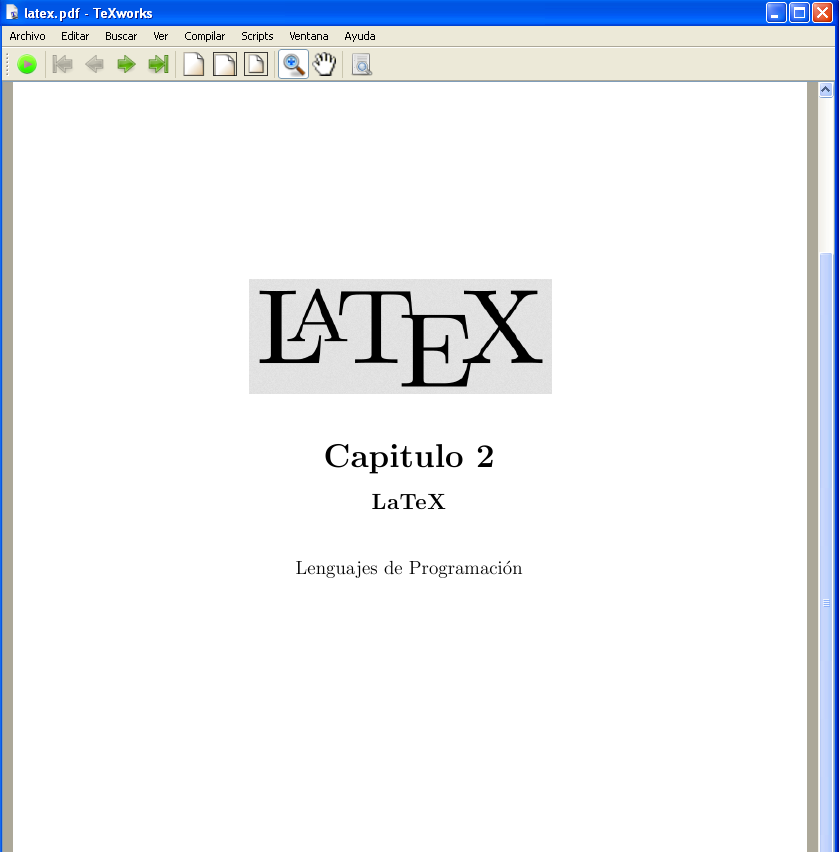 latex.pdf - TeXworks
Archivo Editar Buscar Ver Compilar Scripts Ventana Ayuda
LATEX
Capitulo 2
LaTeX
Lenguajes de Programación